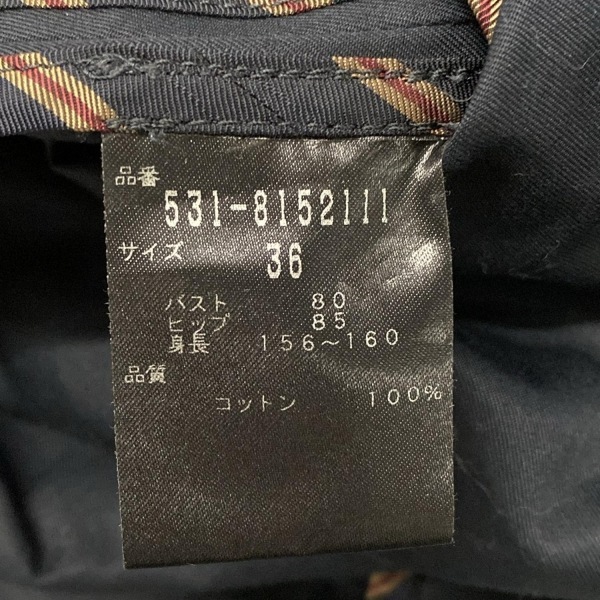 品番
531-8152111
サイズ 36
バスト 80
ヒップ 85
身長 156～160
品質
コットン 100%